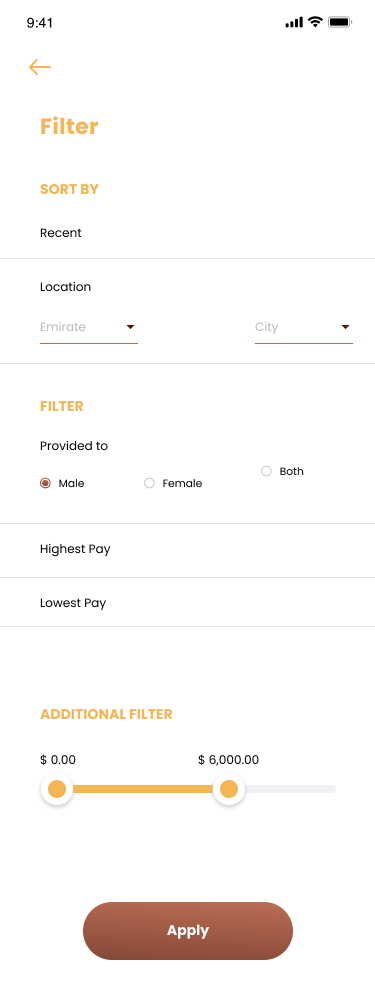 9:41
Filter
SORT BY
Recent
Location
Emirate City
FILTER
Provided to
Both
Male Female
Highest Pay
Lowest Pay
ADDITIONAL FILTER
$ 0.00 $ 6,000.00
Apply